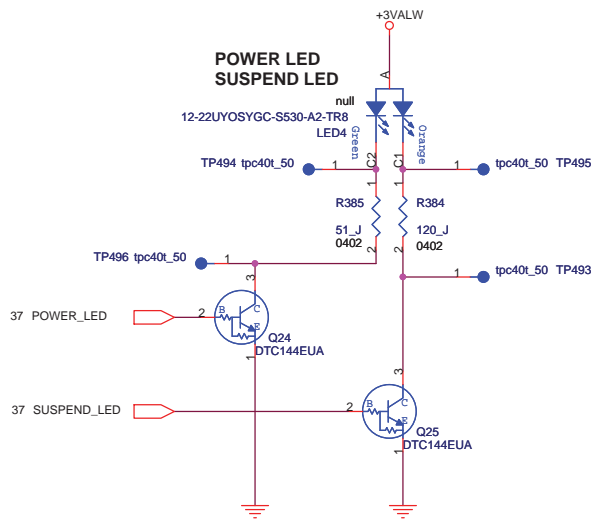 +3VALW
POWER LED
SUSPEND LED
A
null
12-22UYOSYGC-S530-A2-TR8
LED4
Green
Orange
C2
C1
TP494 tpc40t_50
1
1
tpc40t_50 TP495
1
1
R385
R384
51_J
120_J
0402
0402
2
2
TP496 tpc40t_50
1
3
1
tpc40t_50 TP493
37 POWER_LED
2
B
C
E
Q24
DTC144EUA
1
3
37 SUSPEND_LED
2
B
C
E
Q25
DTC144EUA
1